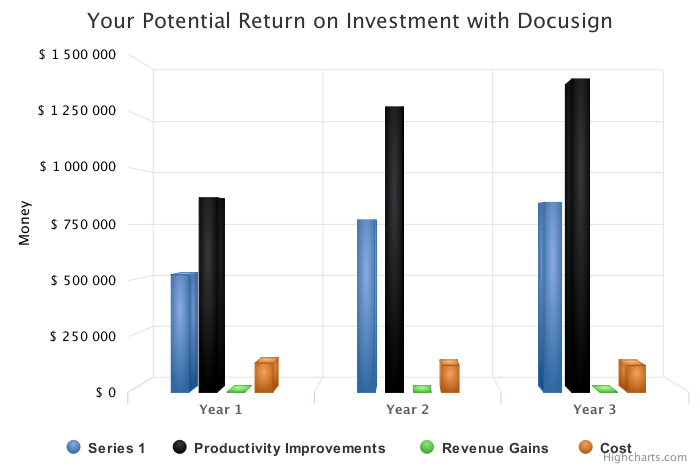 Your Potential Return on Investment with Docusign
$ 1 500 000
$ 1 250 000
$ 1 000 000
$ 750 000
$ 500 000
$ 250 000
$ 0
Money
Year 1
Year 2
Year 3
Series 1
Productivity Improvements
Revenue Gains
Cost
Highcharts.com